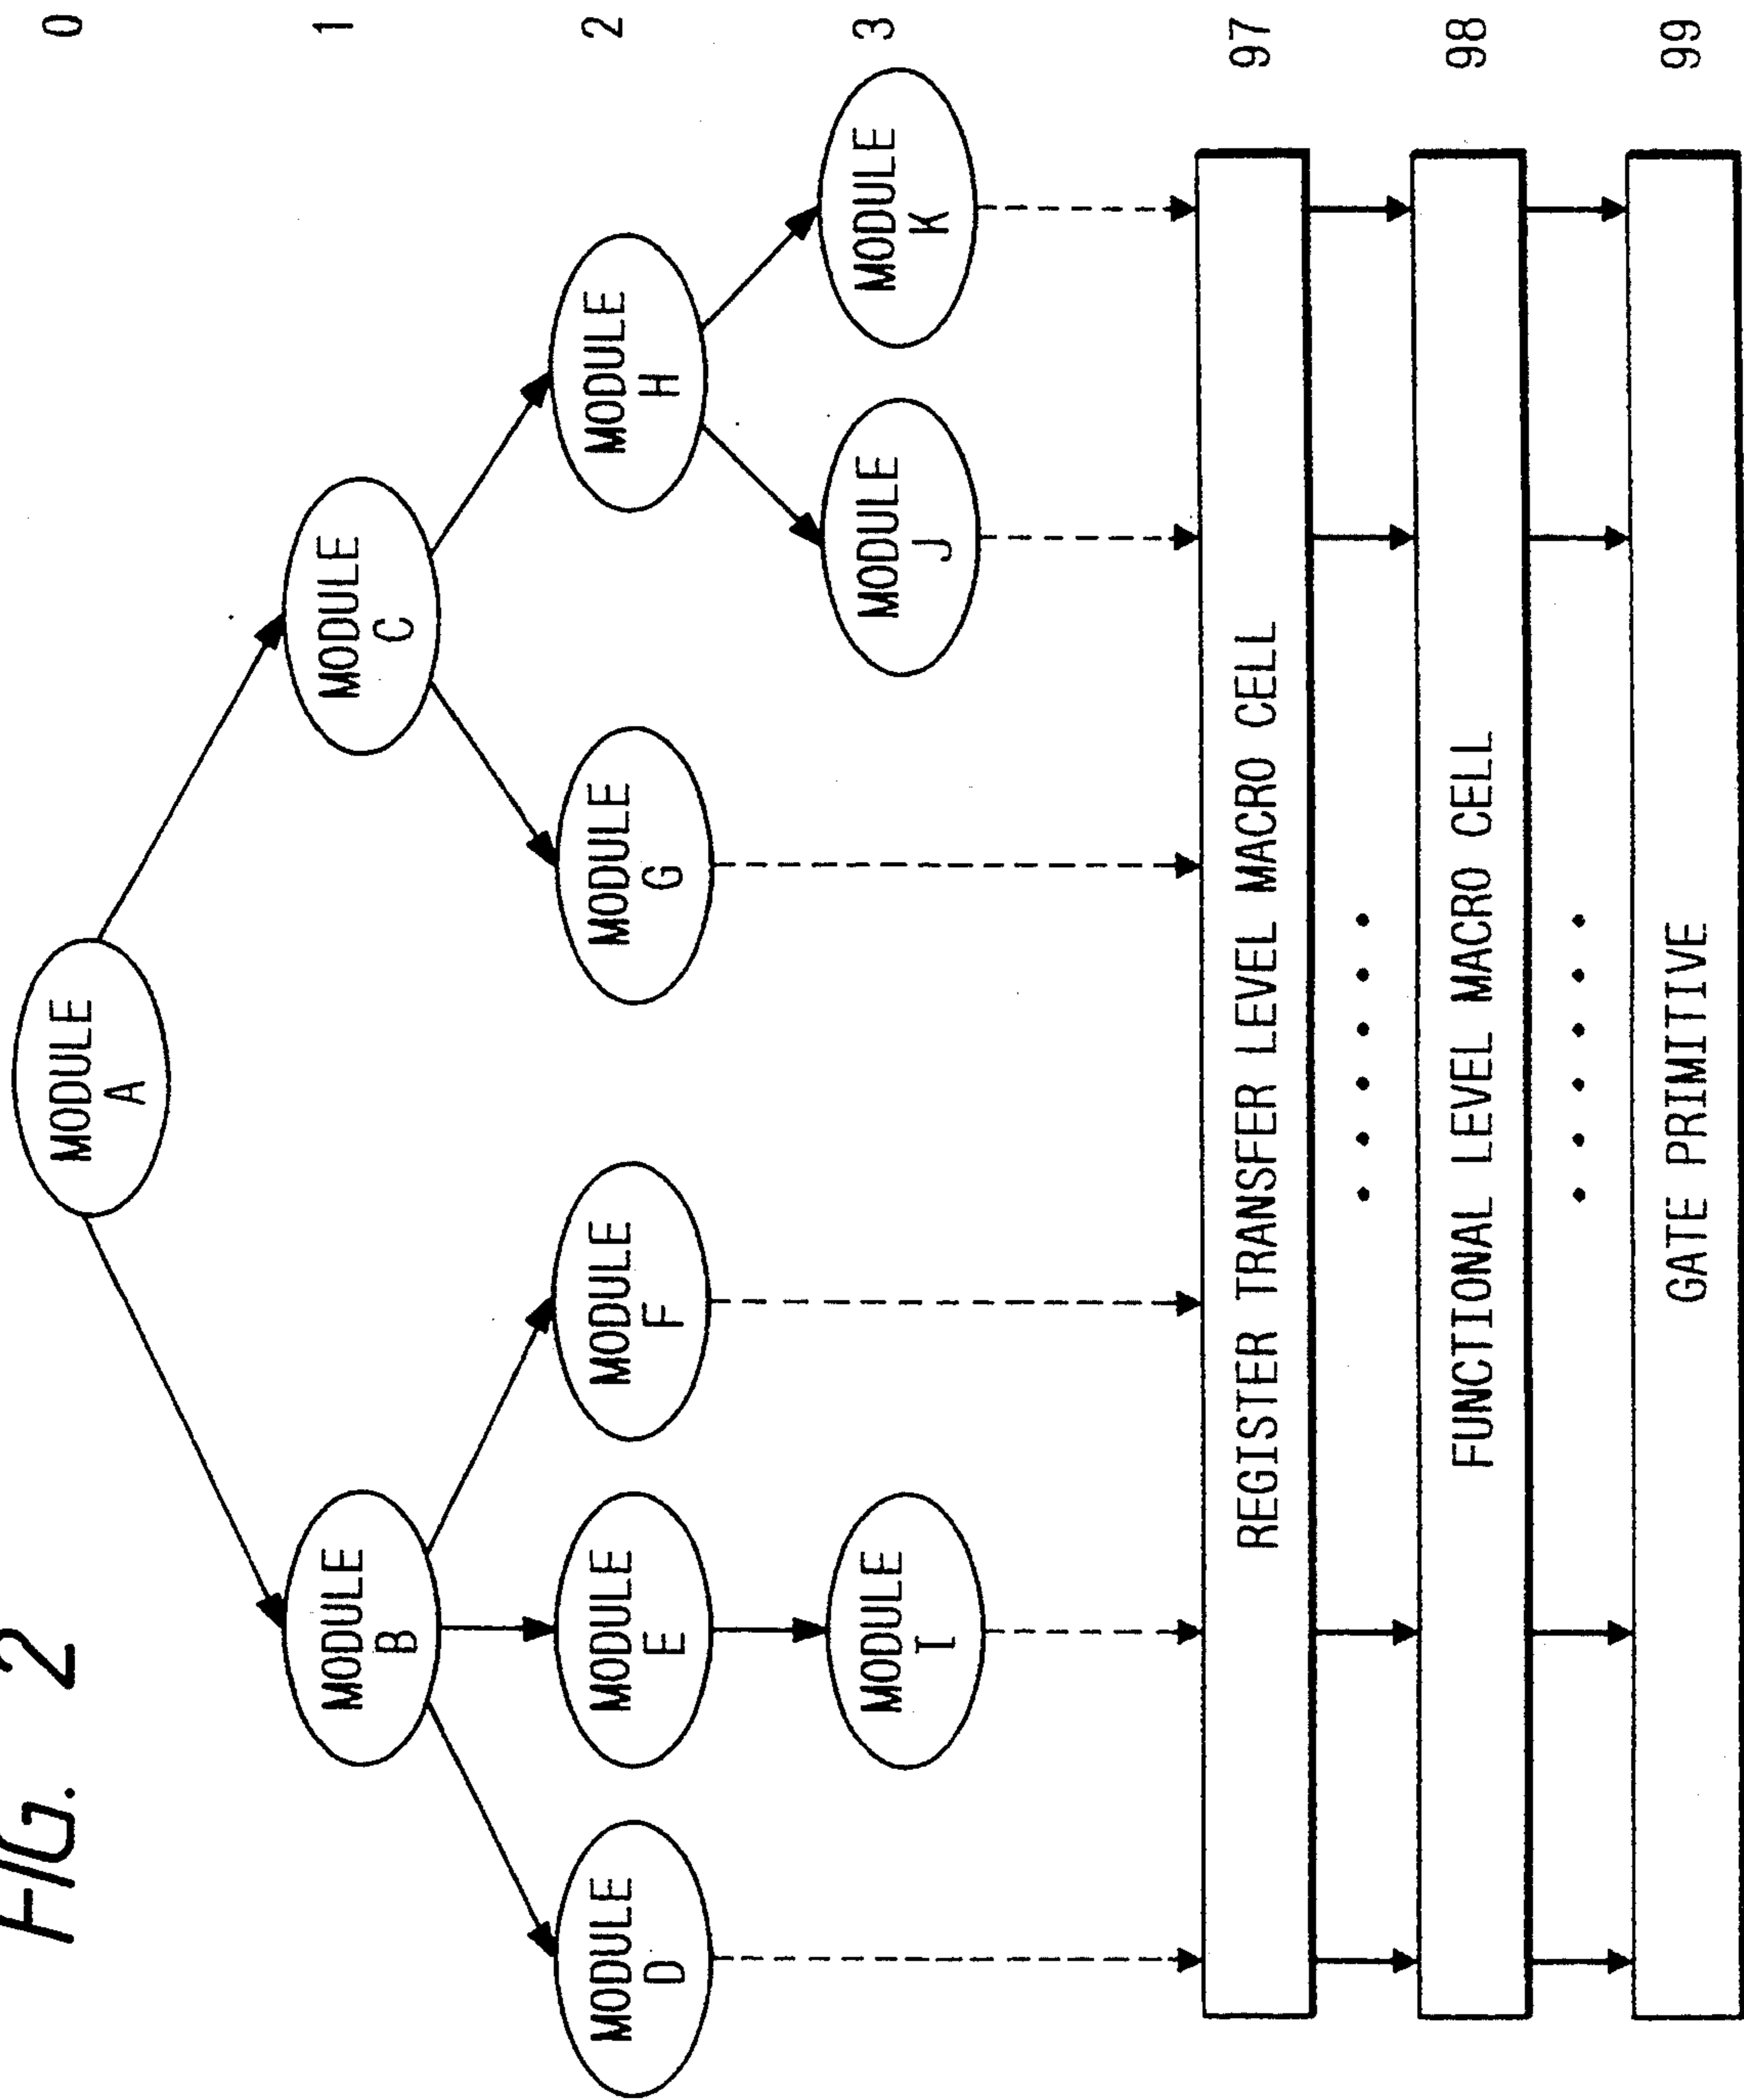 FIG. 2
0
MODULE
A
1
MODULE
B
MODULE
C
2
MODULE
D
MODULE
E
MODULE
F
MODULE
G
MODULE
H
3
MODULE
I
MODULE
J
MODULE
K
REGISTER TRANSFER LEVEL MACRO CELL
97
FUNCTIONAL LEVEL MACRO CELL
98
GATE PRIMITIVE
99